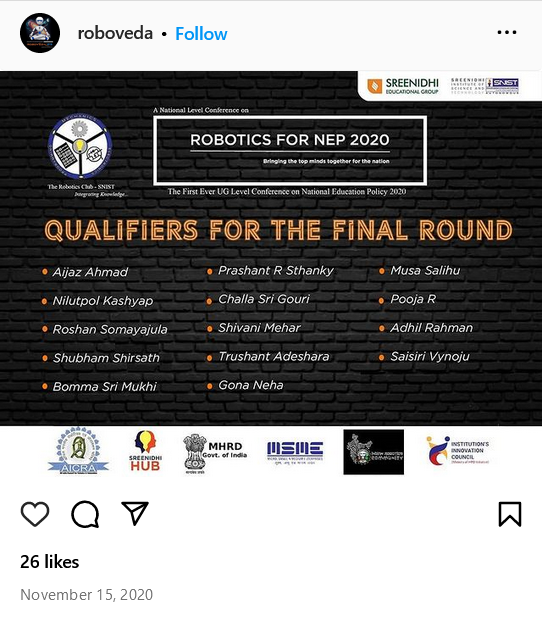 roboveda • Follow
SREENIDHI
EDUCATIONAL GROUP
SREENIDHI
INSTITUTE OF
SCIENCE AND
TECHNOLOGY
SNIST
AUTONOMOUS
A National Level Conference on
ROBOTICS FOR NEP 2020
Bringing the top minds together for the nation
The Robotics Club - SNIST
Integrating Knowledge...
The First Ever UG Level Conference on National Education Policy 2020
QUALIFIERS FOR THE FINAL ROUND
Aijaz Ahmad
Nilutpol Kashyap
Roshan Somayajula
Shubham Shirsath
Bomma Sri Mukhi
Prashant R Sthanky
Challa Sri Gouri
Shivani Mehar
Trushant Adeshara
Gona Neha
Musa Salihu
Pooja R
Adhil Rahman
Saisiri Vynoju
AICRA
SREENIDHI
HUB
MHRD
Govt. of India
MSME
INSTITUTION'S
INNOVATION
COUNCIL
26 likes
November 15, 2020